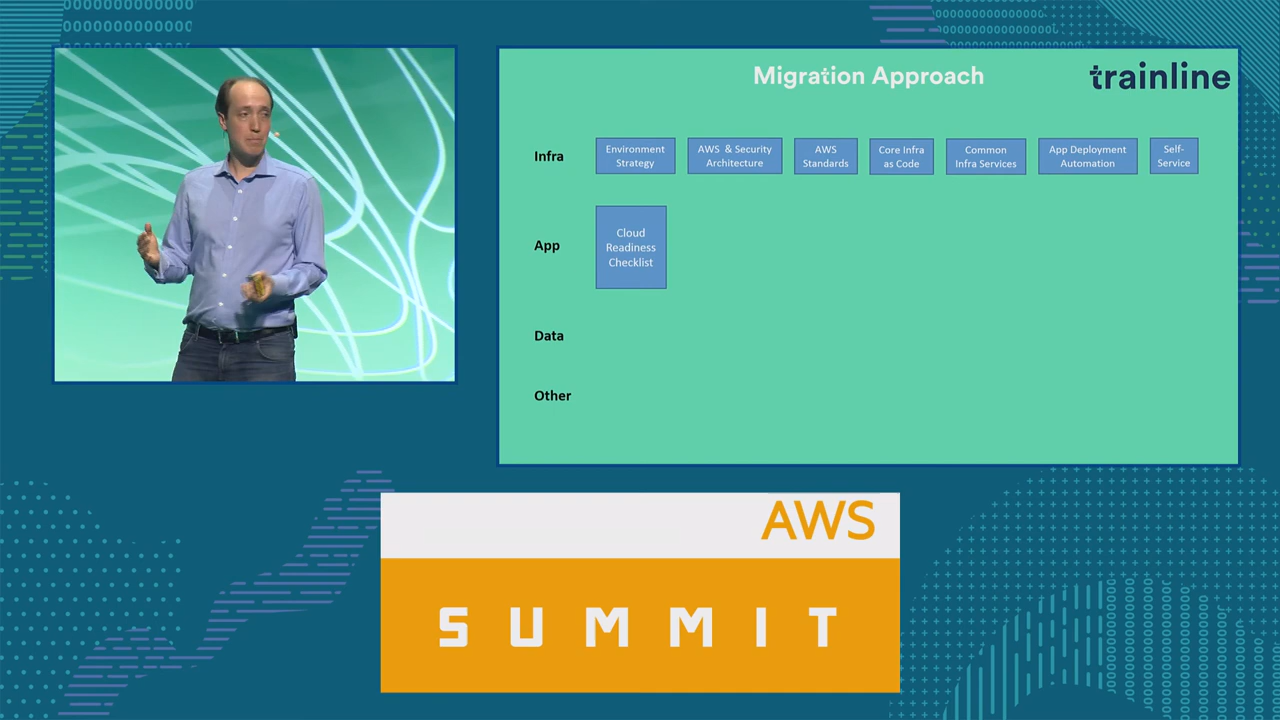 Migration Approach
trainline
Infra
Environment
Strategy
AWS & Security
Architecture
AWS
Standards
Core Infra
as Code
Common
Infra Services
App Deployment
Automation
Self-
Service
App
Cloud
Readiness
Checklist
Data
Other
AWS
SUMMIT